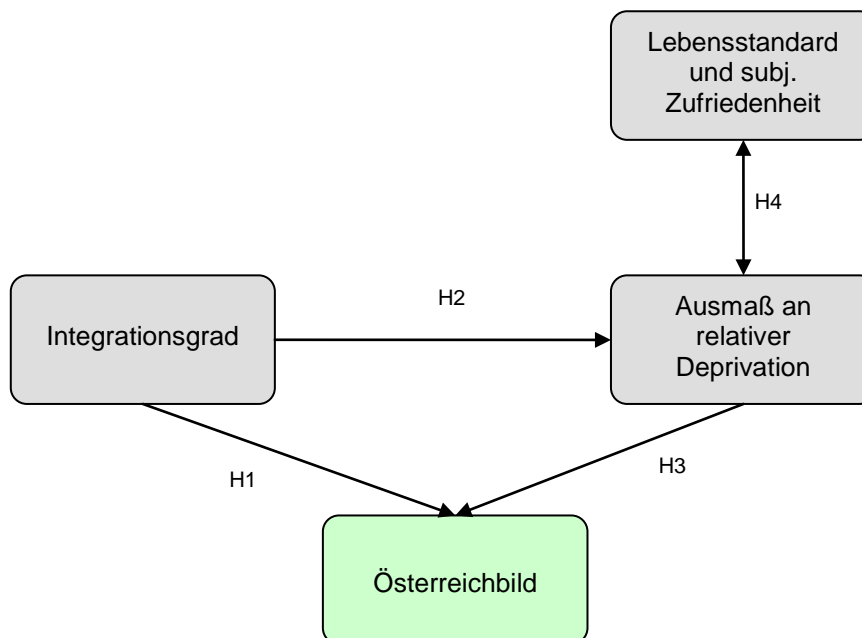 Lebensstandard
und subj.
Zufriedenheit
H4
H2
Integrationsgrad
Ausmaß an
relativer
Deprivation
H1
H3
Österreichbild